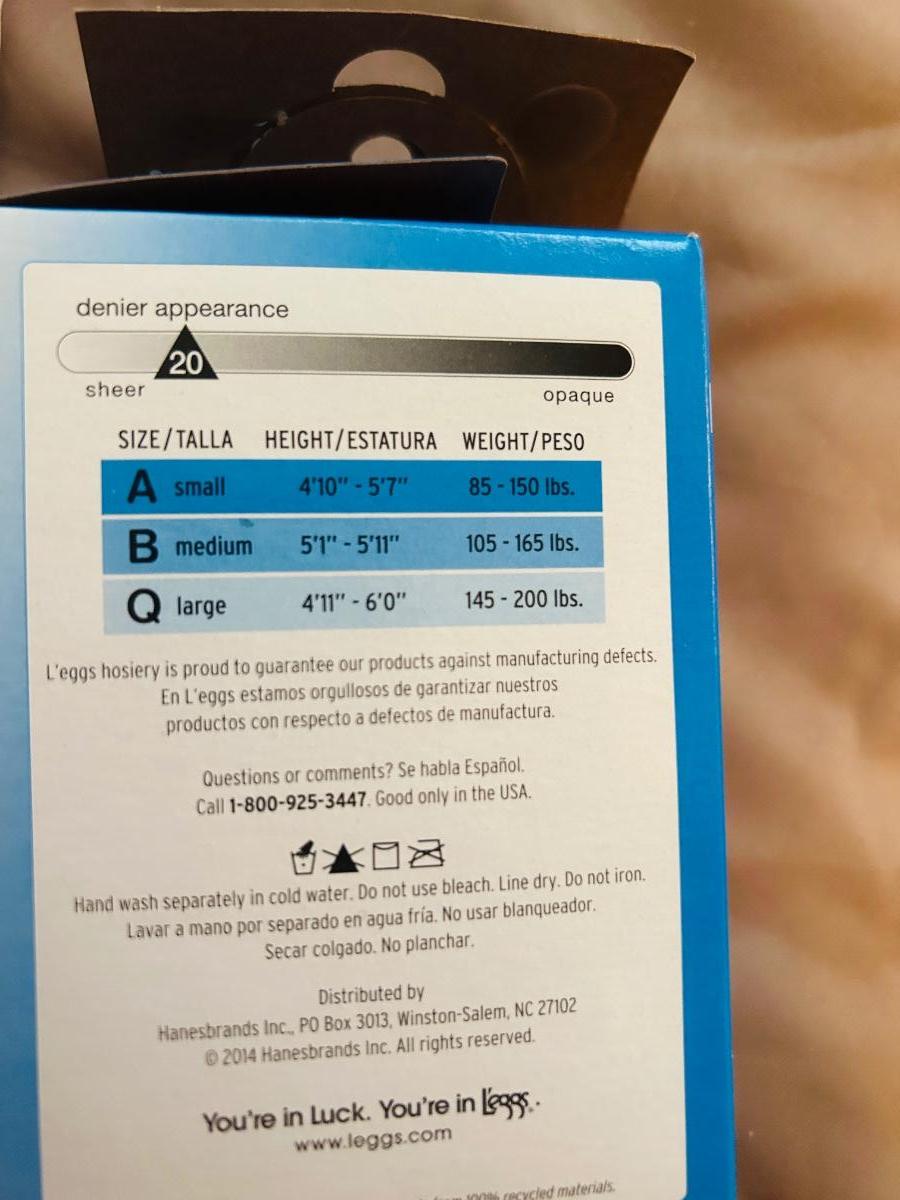 denier appearance
20
sheer
opaque
SIZE/TALLA HEIGHT/ESTATURA WEIGHT/PESO
A small 4'10" - 5'7" 85 - 150 lbs.
B medium 5'1" - 5'11" 105 - 165 lbs.
Q large 4'11" - 6'0" 145 - 200 lbs.
L'eggs hosiery is proud to guarantee our products against manufacturing defects.
En L'eggs estamos orgullosos de garantizar nuestros
productos con respecto a defectos de manufactura.
Questions or comments? Se habla Español.
Call 1-800-925-3447. Good only in the USA.
Hand wash separately in cold water. Do not use bleach. Line dry. Do not iron.
Lavar a mano por separado en agua fría. No usar blanqueador.
Secar colgado. No planchar.
Distributed by
Hanesbrands Inc., PO Box 3013, Winston-Salem, NC 27102
© 2014 Hanesbrands Inc. All rights reserved.
You're in Luck. You're in L'eggs.
www.leggs.com
100% recycled materials.